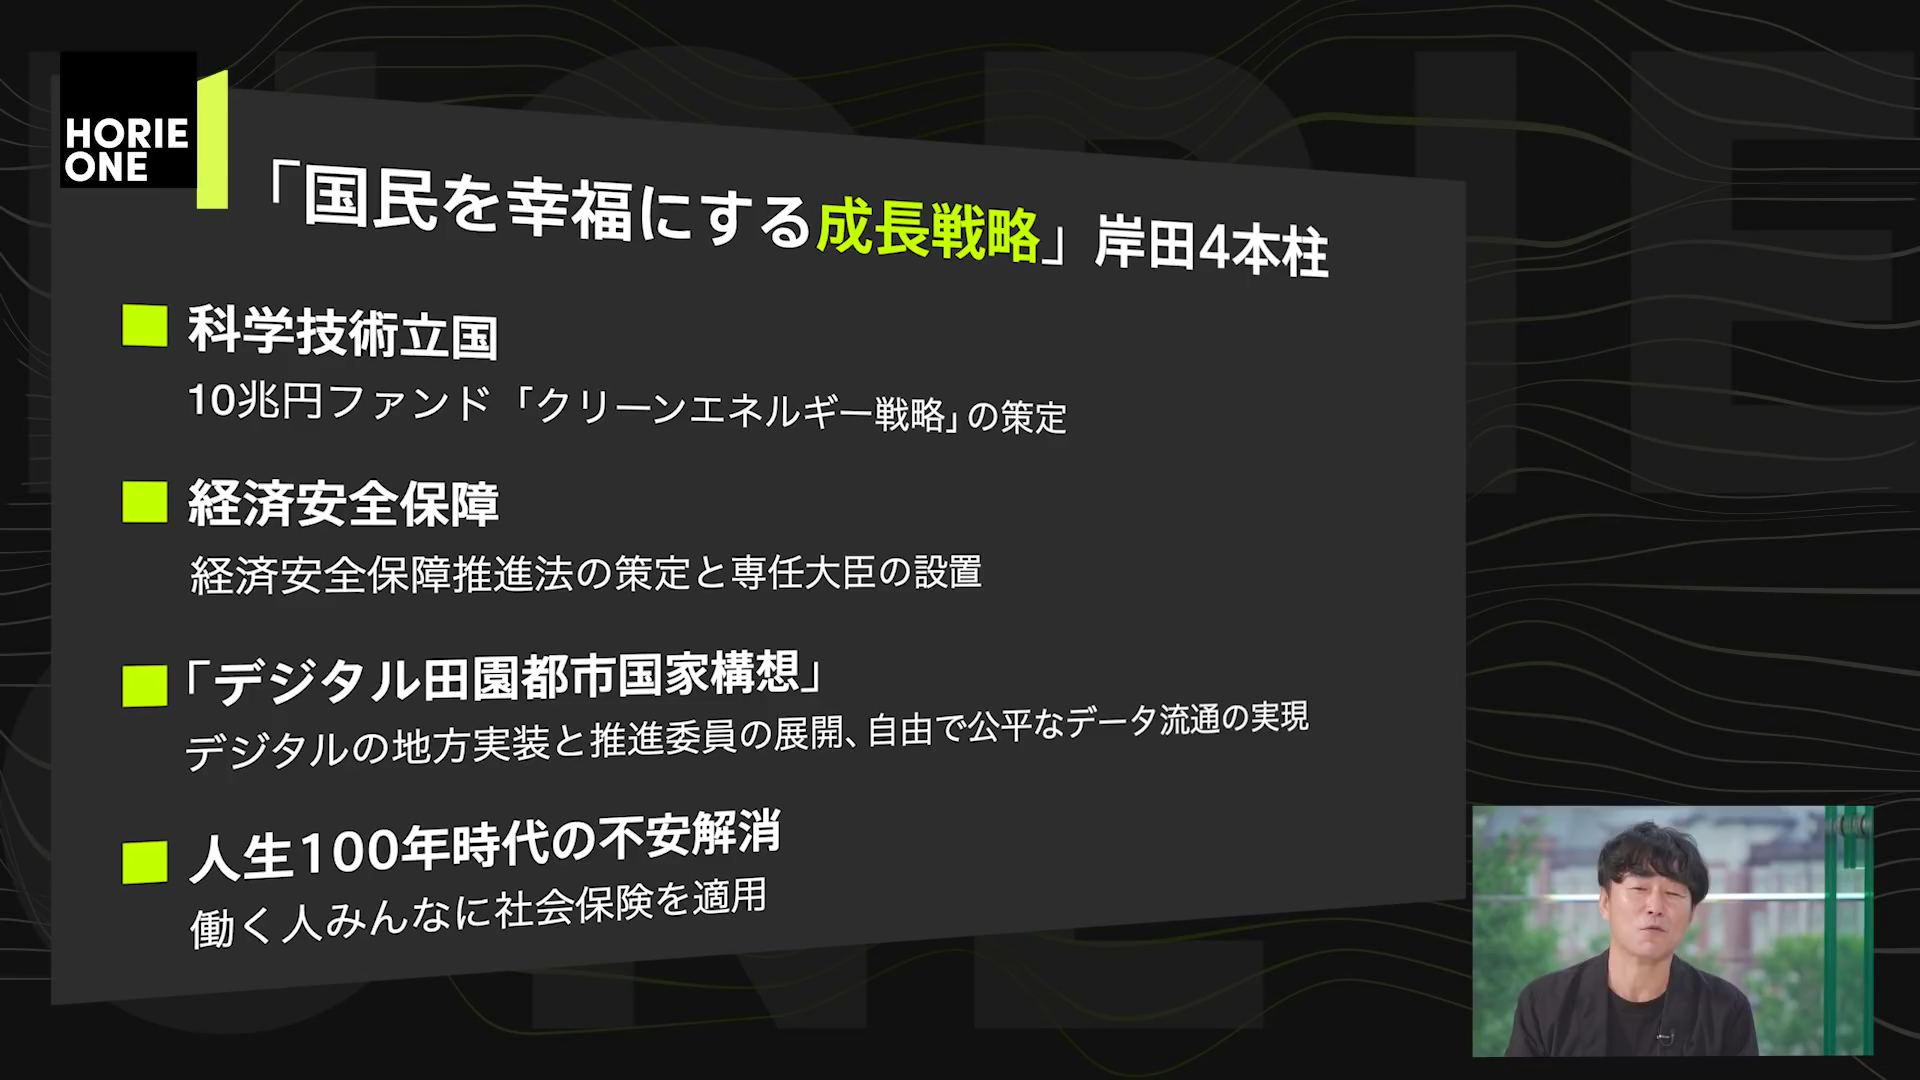 HORIE
ONE
「国民を幸福にする成長戦略」岸田4本柱
科学技術立国
10兆円ファンド「クリーンエネルギー戦略」の策定
経済安全保障
経済安全保障推進法の策定と専任大臣の設置
「デジタル田園都市国家構想」
デジタルの地方実装と推進委員の展開、自由で公平なデータ流通の実現
人生100年時代の不安解消
働く人みんなに社会保険を適用